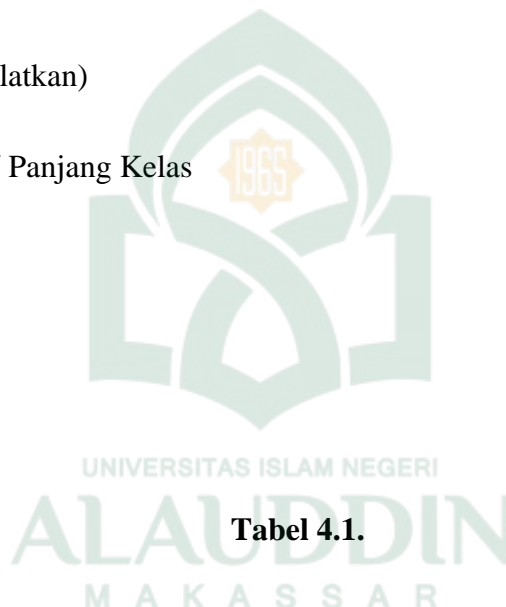 latkan)
Panjang Kelas
1965
UNIVERSITAS ISLAM NEGERI
ALAUDDIN
Tabel 4.1.
MAKASSAR